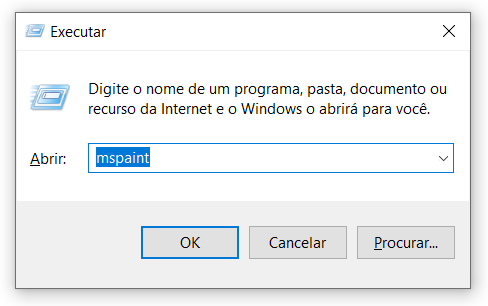 Executar
Digite o nome de um programa, pasta, documento ou
recurso da Internet e o Windows o abrirá para você.
Abrir: mspaint
OK Cancelar Procurar...